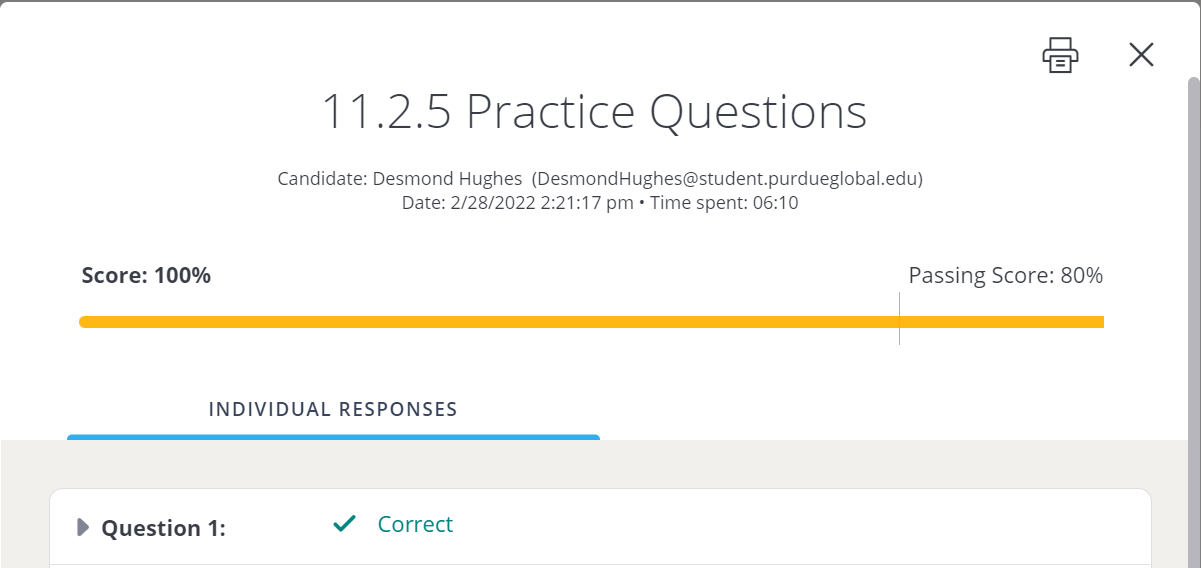 11.2.5 Practice Questions
Candidate: Desmond Hughes  (DesmondHughes@student.purdueglobal.edu)
Date: 2/28/2022 2:21:17 pm • Time spent: 06:10
Score: 100%
Passing Score: 80%
INDIVIDUAL RESPONSES
Question 1:
Correct